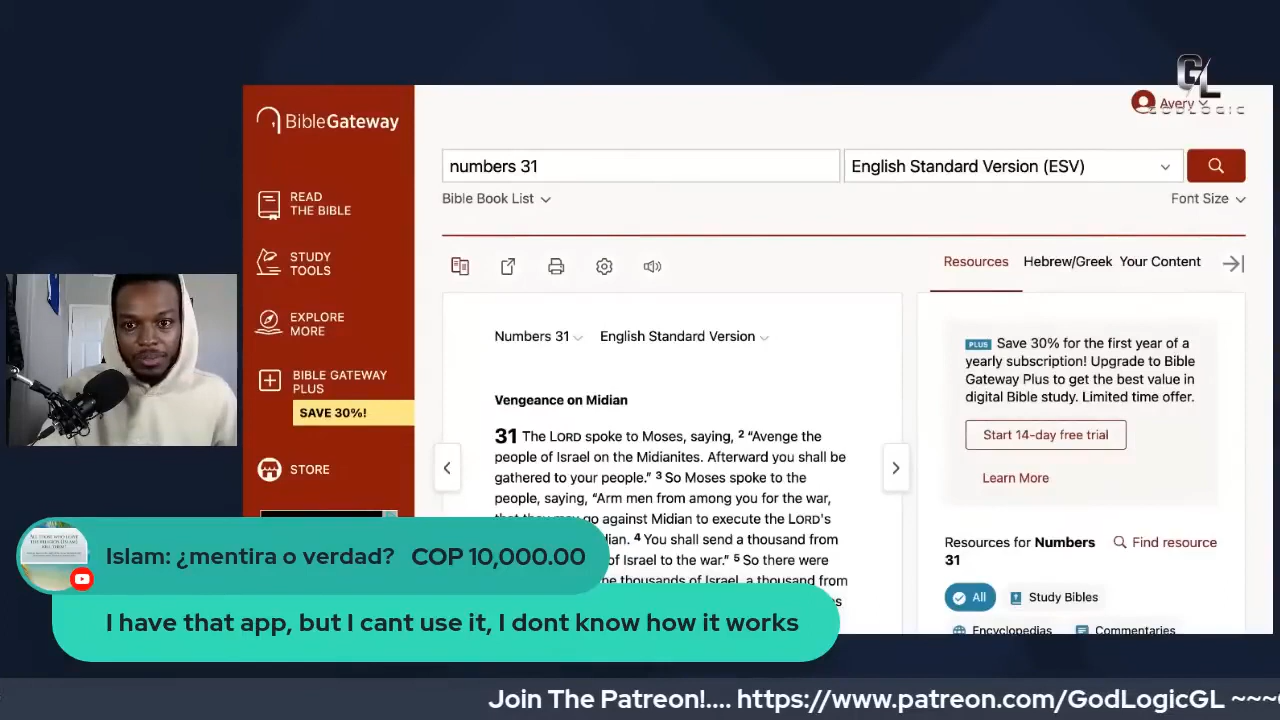 GL
GODLOGIC
Avery
BibleGateway
numbers 31
English Standard Version (ESV)
Bible Book List
Font Size
READ
THE BIBLE
STUDY
TOOLS
EXPLORE
MORE
BIBLE GATEWAY
PLUS
SAVE 30%!
STORE
Resources
Hebrew/Greek
Your Content
Numbers 31
English Standard Version
Vengeance on Midian
31 The LORD spoke to Moses, saying, 2 “Avenge the
people of Israel on the Midianites. Afterward you shall be
gathered to your people.” 3 So Moses spoke to the
people, saying, “Arm men from among you for the war,
that they may go against Midian to execute the LORD's
dian. 4 You shall send a thousand from
of Israel to the war.” 5 So there were
the thousands of Israel, a thousand from
PLUS Save 30% for the first year of a
yearly subscription! Upgrade to Bible
Gateway Plus to get the best value in
digital Bible study. Limited time offer.
Start 14-day free trial
Learn More
Resources for Numbers
31
Find resource
All
Study Bibles
Encyclopedias
Commentaries
Islam: ¿mentira o verdad? COP 10,000.00
I have that app, but I cant use it, I dont know how it works
Join The Patreon!.... https://www.patreon.com/GodLogicGL ~~~